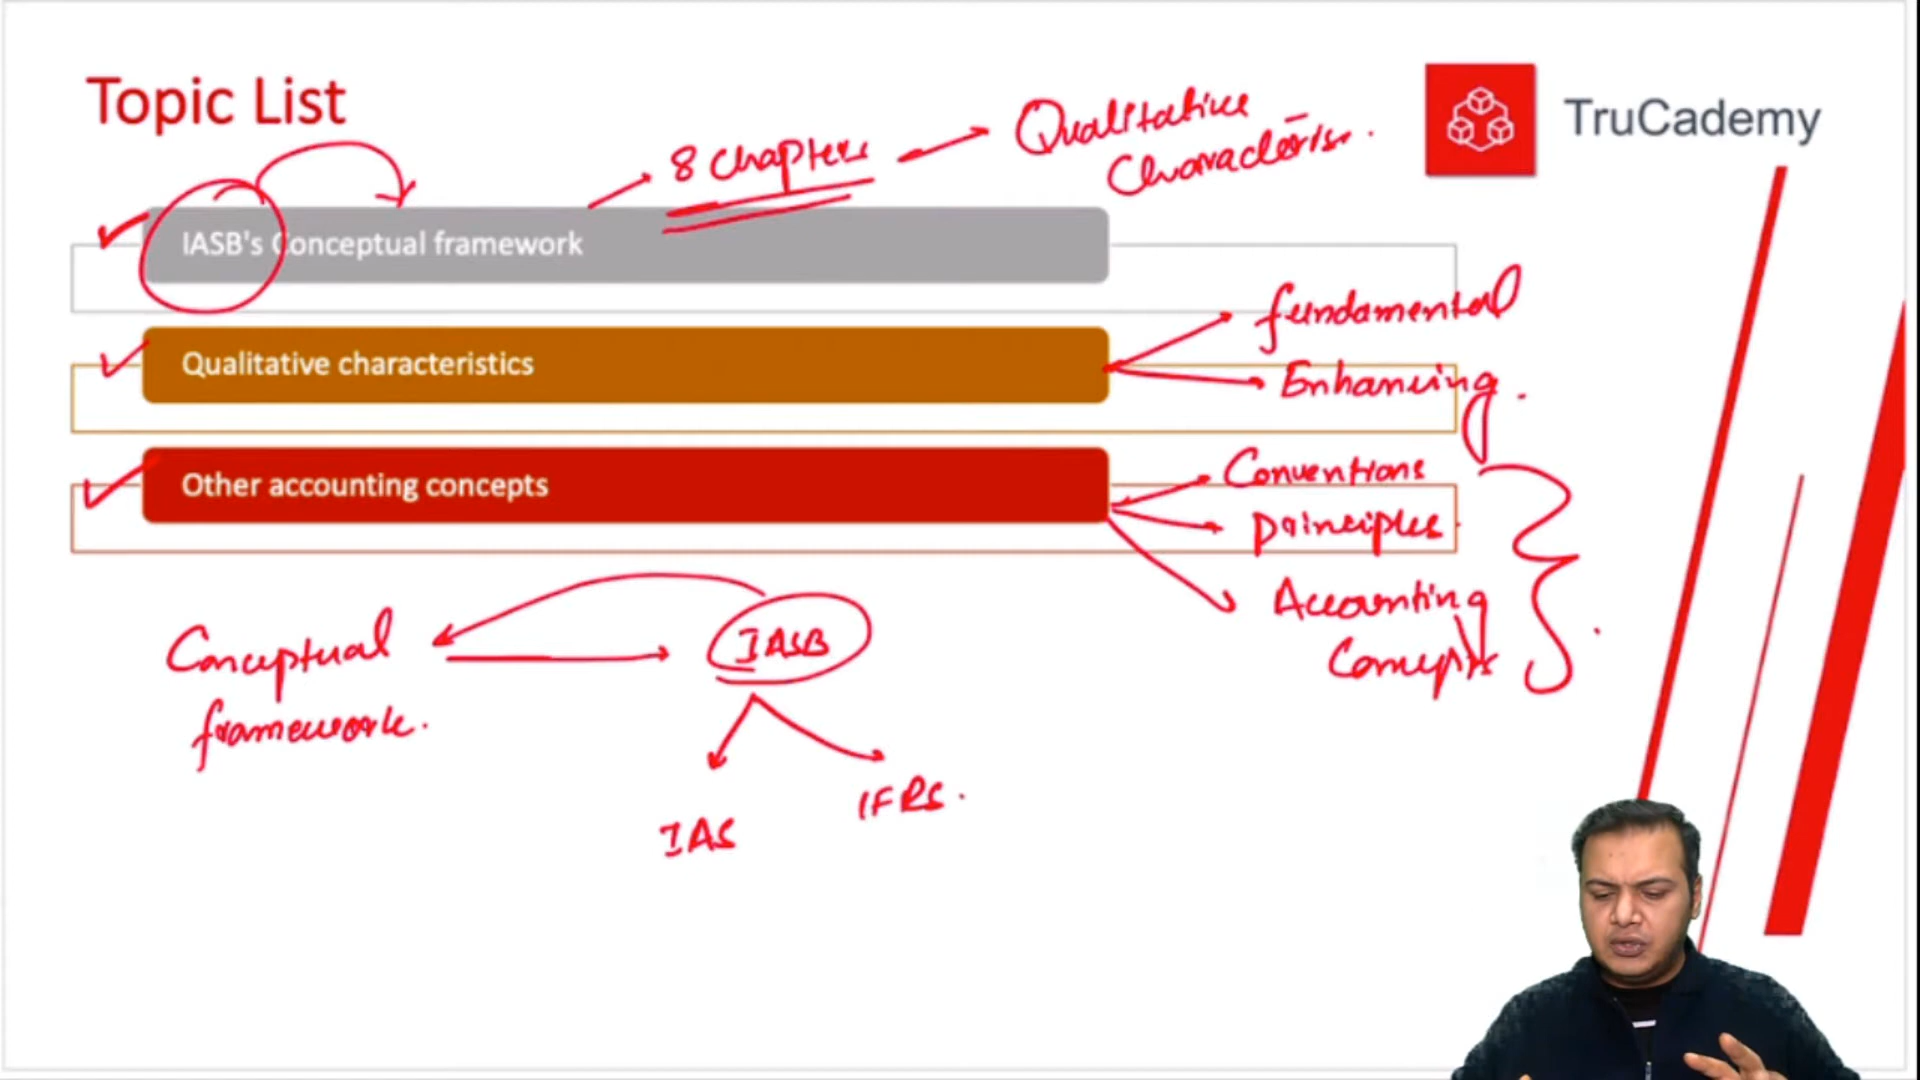 Topic List
8 chapters
Qualitative
TruCademy
IASB's Conceptual framework
Qualitative characteristics
fundamental
Enhancing.
Other accounting concepts
Conventions
principles
Accounting
Concepts
Conceptual
framework.
IASB
IAS
IFRS.